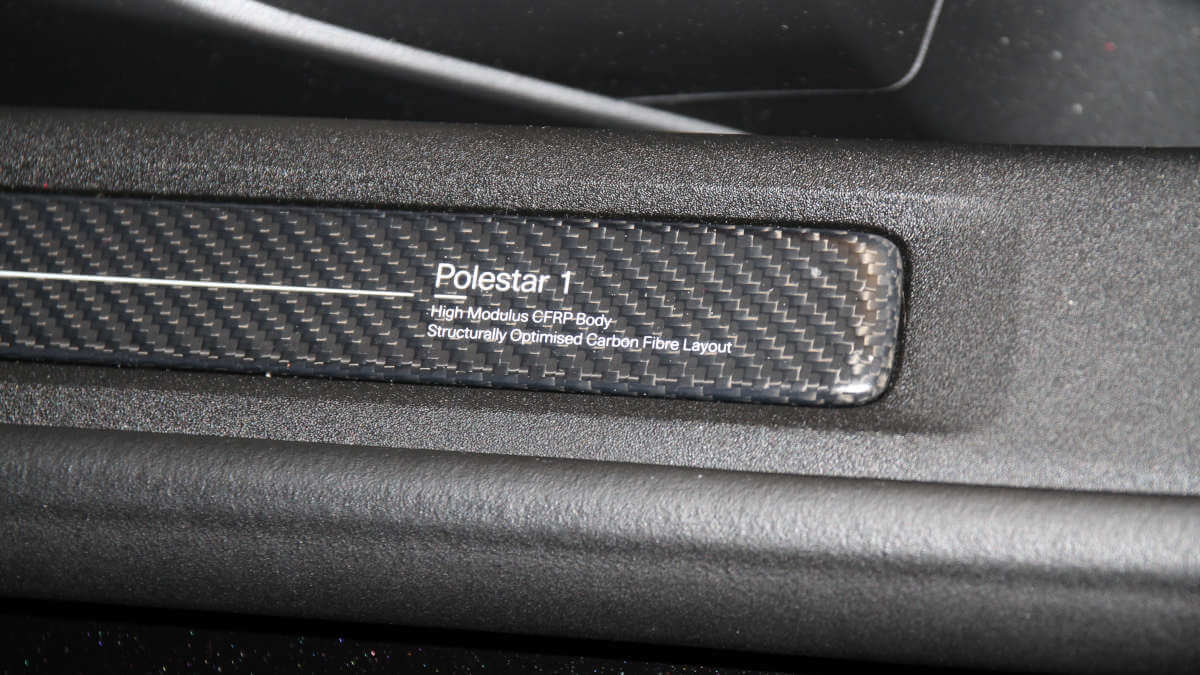 Polestar 1
High Modulus CFRP Body
Structurally Optimised Carbon Fibre Layout